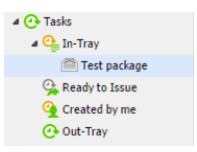 Tasks
In-Tray
Test package
Ready to Issue
Created by me
Out-Tray